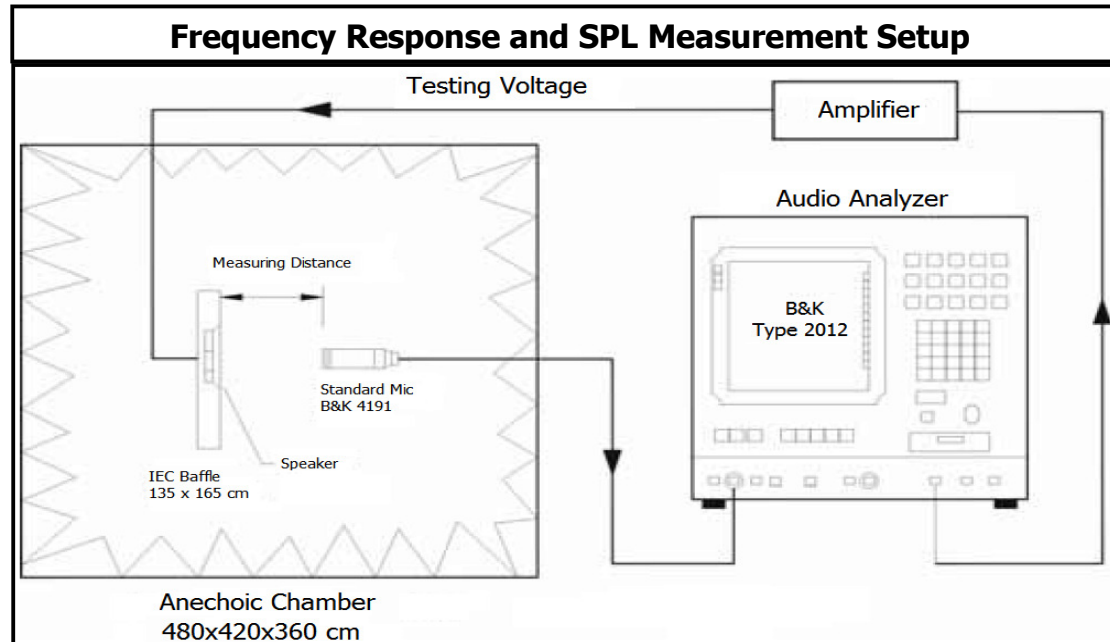 Frequency Response and SPL Measurement Setup
Testing Voltage
Amplifier
Audio Analyzer
Measuring Distance
B&K
Type 2012
Standard Mic
B&K 4191
Speaker
IEC Baffle
135 x 165 cm
Anechoic Chamber
480x420x360 cm